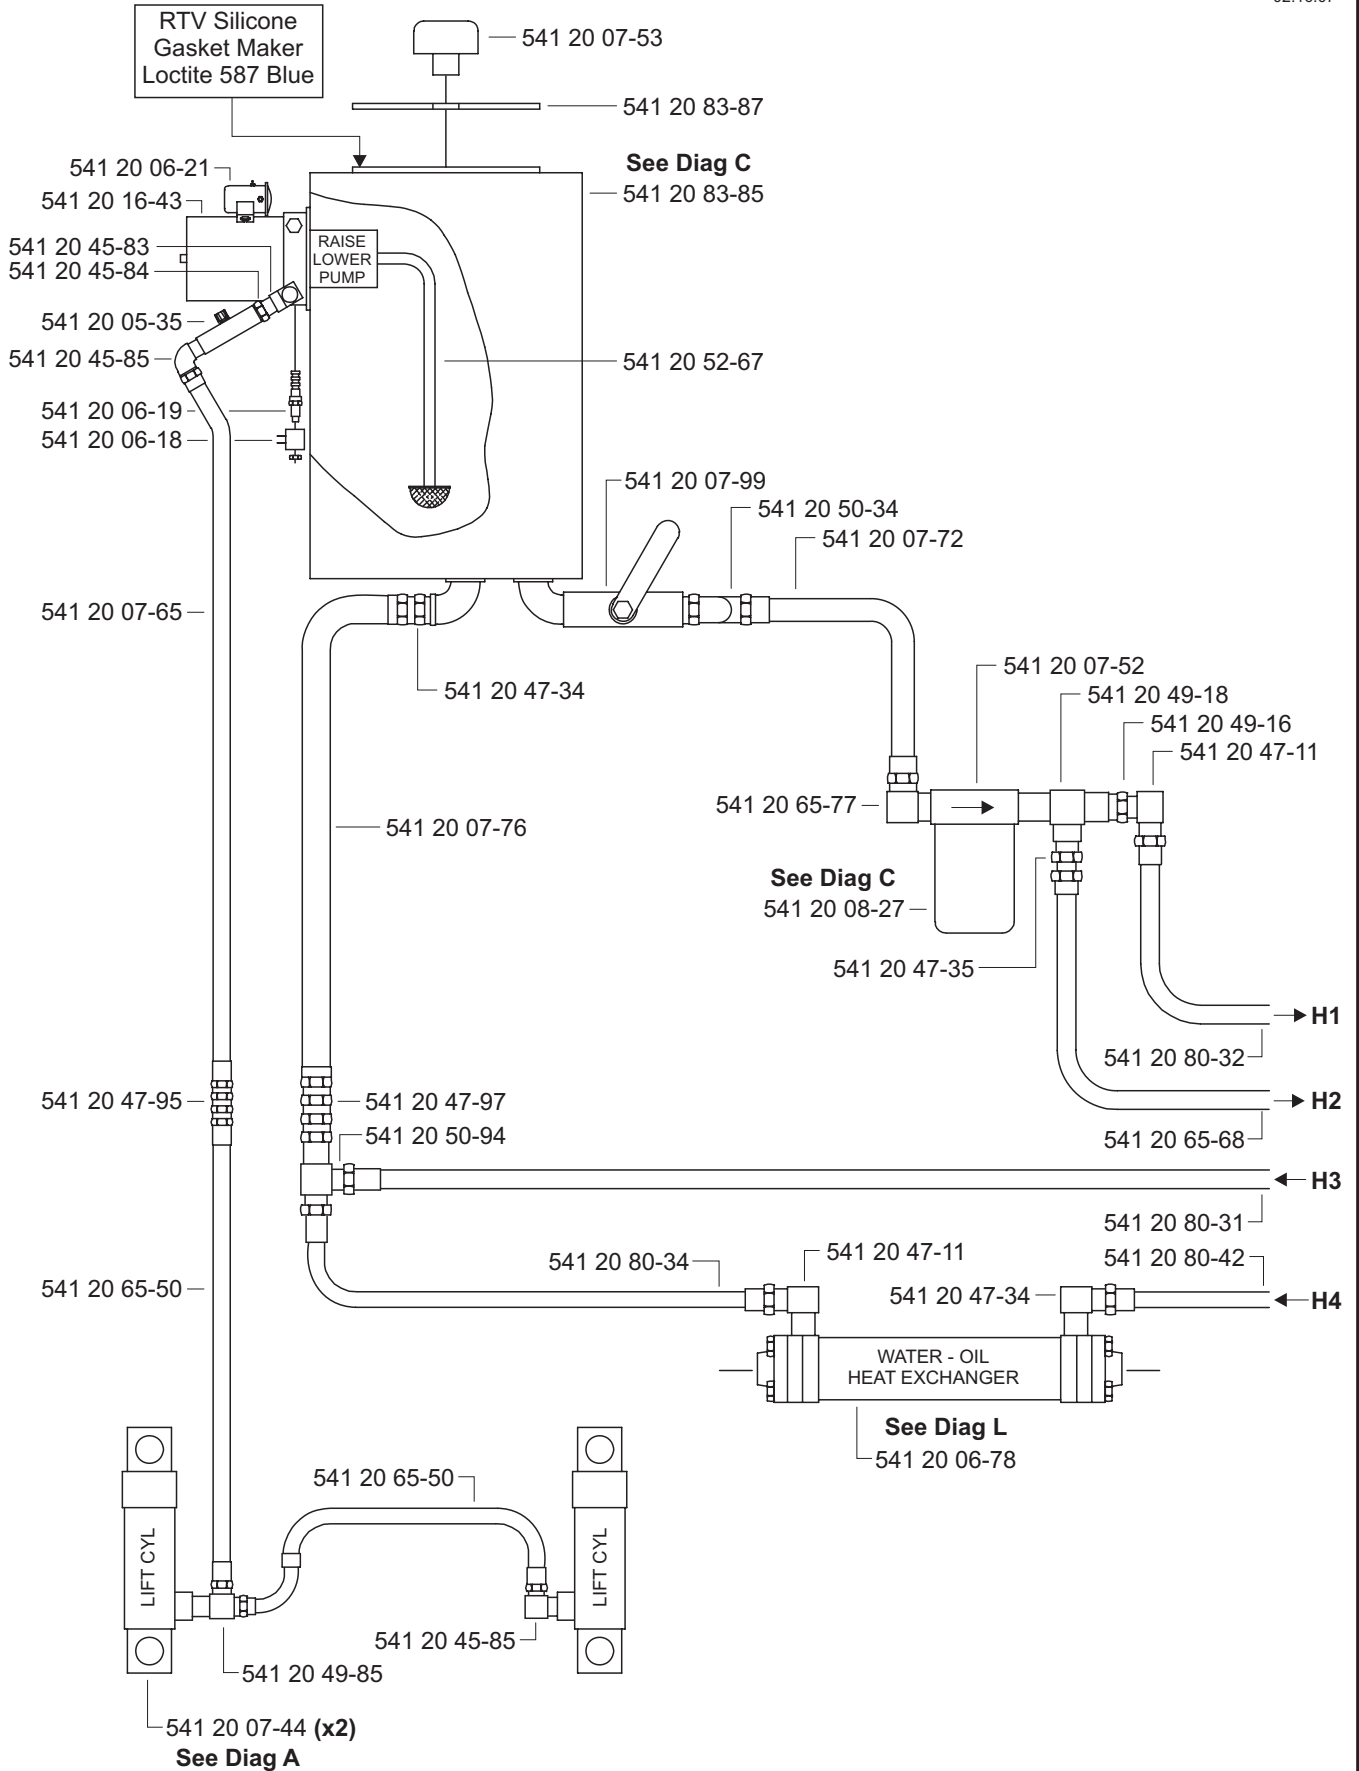 RTV Silicone
Gasket Maker
Loctite 587 Blue
541 20 07-53
541 20 83-87
See Diag C
541 20 83-85
541 20 06-21
541 20 16-43
541 20 45-83
541 20 45-84
RAISE
LOWER
PUMP
541 20 05-35
541 20 45-85
541 20 52-67
541 20 06-19
541 20 06-18
541 20 07-99
541 20 50-34
541 20 07-72
541 20 07-65
541 20 47-34
541 20 07-52
541 20 49-18
541 20 49-16
541 20 47-11
541 20 65-77
541 20 07-76
See Diag C
541 20 08-27
541 20 47-35
H1
541 20 80-32
541 20 47-95
541 20 47-97
H2
541 20 50-94
541 20 65-68
H3
541 20 80-31
541 20 80-34
541 20 47-11
541 20 80-42
541 20 65-50
541 20 47-34
H4
WATER - OIL
HEAT EXCHANGER
See Diag L
541 20 06-78
541 20 65-50
LIFT CYL
LIFT CYL
541 20 45-85
541 20 49-85
541 20 07-44 (x2)
See Diag A